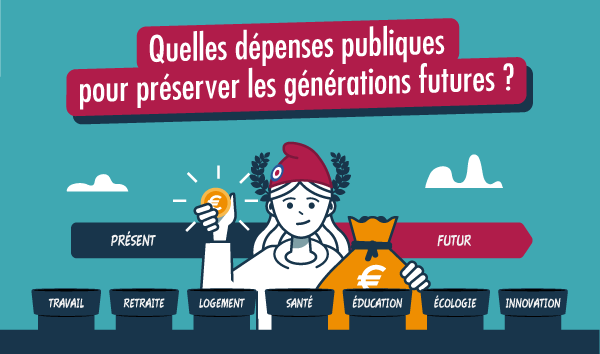 Quelles dépenses publiques
pour préserver les générations futures ?
€
PRÉSENT
FUTUR
€
TRAVAIL
RETRAITE
LOGEMENT
SANTÉ
ÉDUCATION
ÉCOLOGIE
INNOVATION